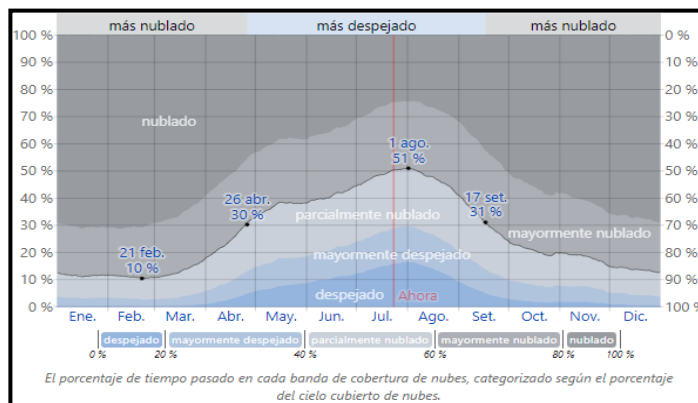 más nublado más despejado más nublado
100 % 0 %
90 % 10 %
80 % 20 %
70 % nublado 30 %
60 % 1 ago. 40 %
50 % 51 % 50 %
40 % 26 abr. 17 set. 60 %
30 % 30 % parcialmente nublado 31 % 70 %
21 feb. mayormente nublado
20 % 10 % mayormente despejado 80 %
10 % 90 %
0 % despejado Ahora 100 %
Ene. Feb. Mar. Abr. May. Jun. Jul. Ago. Set. Oct. Nov. Dic.
despejado mayormente despejado parcialmente nublado mayormente nublado nublado
0 % 20 % 40 % 60 % 80 % 100 %
El porcentaje de tiempo pasado en cada banda de cobertura de nubes, categorizado según el porcentaje
del cielo cubierto de nubes.